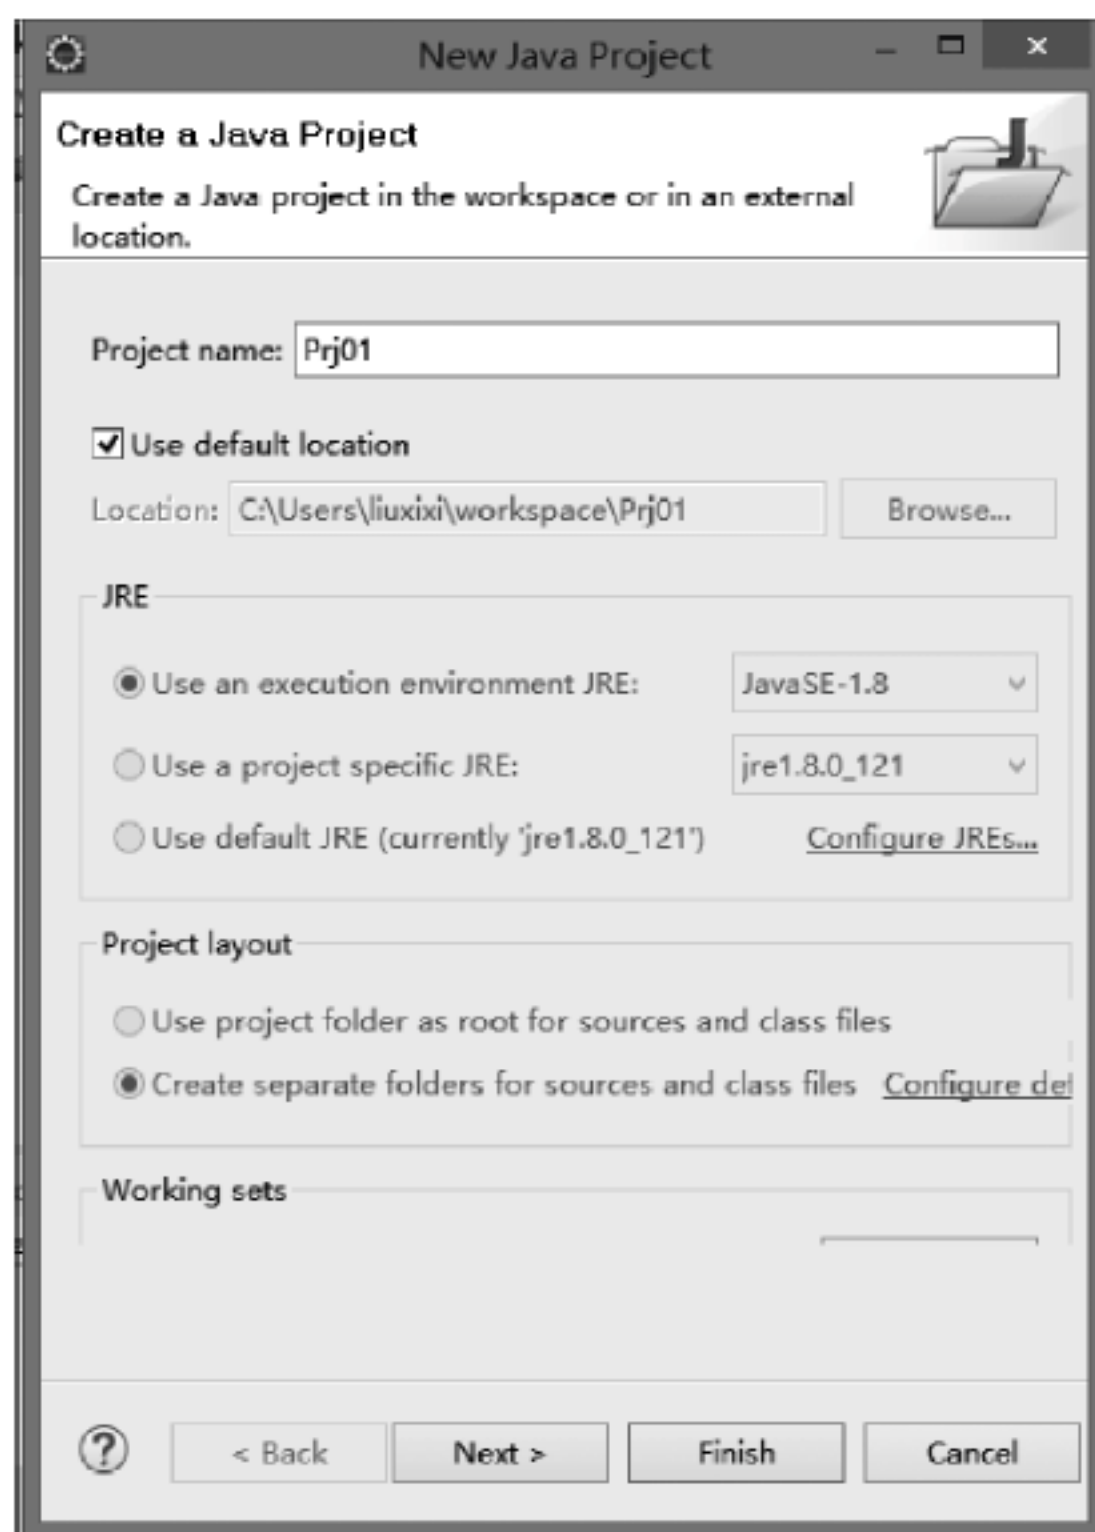 New Java Project
Create a Java Project
Create a Java project in the workspace or in an external
location.
Project name: Prj01
Use default location
Location: C:\Users\liuxixi\workspace\Prj01 Browse...
JRE
Use an execution environment JRE: JavaSE-1.8
Use a project specific JRE: jre1.8.0_121
Use default JRE (currently 'jre1.8.0_121') Configure JREs...
Project layout
Use project folder as root for sources and class files
Create separate folders for sources and class files Configure def
Working sets
? < Back Next > Finish Cancel